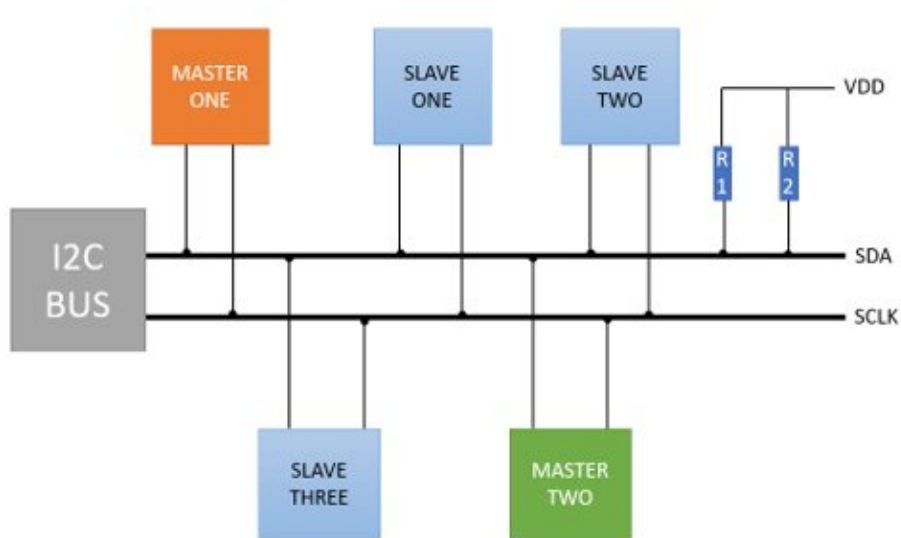 MASTER
ONE
SLAVE
ONE
SLAVE
TWO
VDD
R
1
R
2
I2C
BUS
SDA
SCLK
SLAVE
THREE
MASTER
TWO